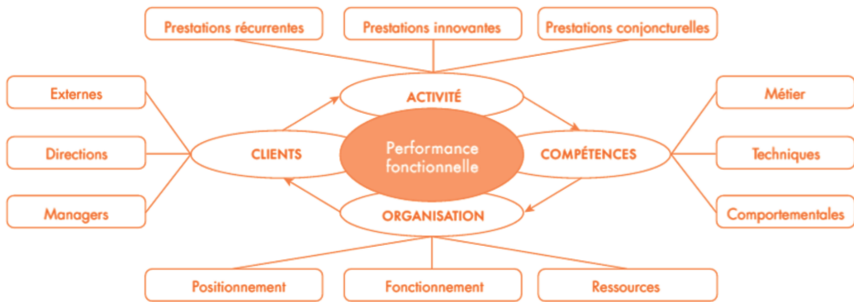 Prestations récurrentes
Prestations innovantes
Prestations conjoncturelles
ACTIVITÉ
Externes
Directions
Managers
CLIENTS
Performance
fonctionnelle
COMPÉTENCES
Métier
Techniques
Comportementales
ORGANISATION
Positionnement
Fonctionnement
Ressources